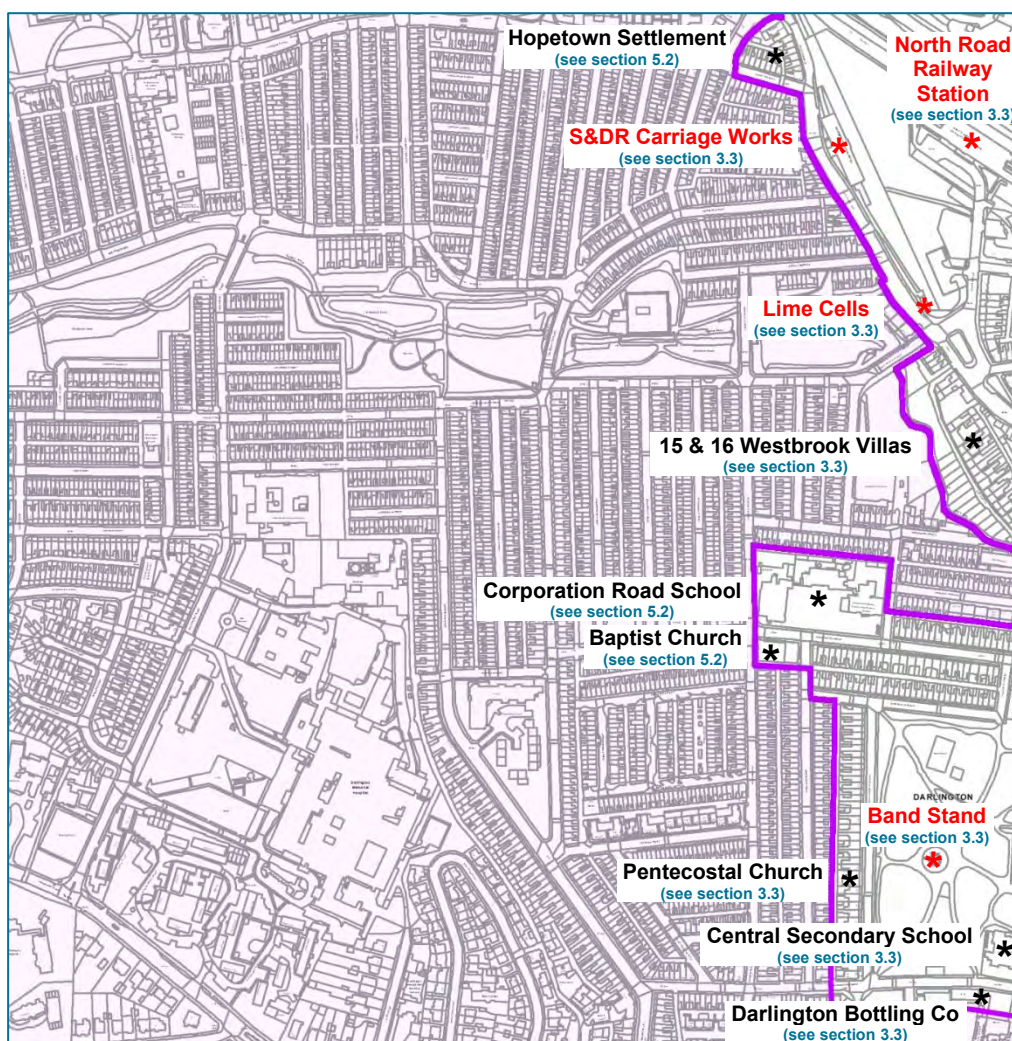 Hopetown Settlement
(see section 5.2)
North Road
Railway
Station
(see section 3.3)
S&DR Carriage Works
(see section 3.3)
Lime Cells
(see section 3.3)
15 & 16 Westbrook Villas
(see section 3.3)
Corporation Road School
(see section 5.2)
Baptist Church
(see section 5.2)
DARLINGTON
Band Stand
(see section 3.3)
Pentecostal Church
(see section 3.3)
Central Secondary School
(see section 3.3)
Darlington Bottling Co
(see section 3.3)